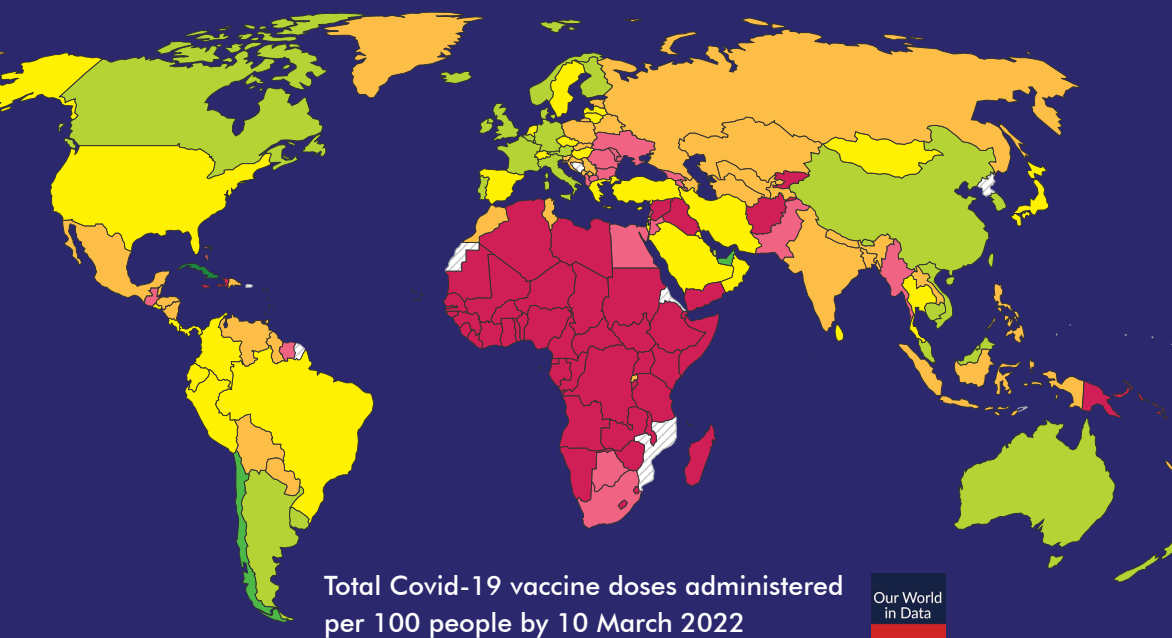 Total Covid-19 vaccine doses administered
per 100 people by 10 March 2022
Our World
in Data